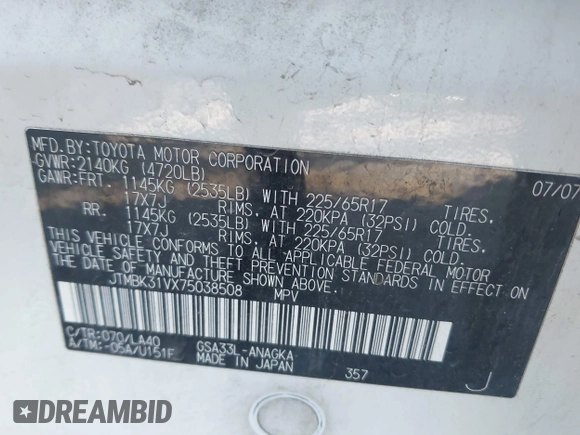 MFD.BY:TOYOTA MOTOR CORPORATION 07/07
GVWR:2140KG (4720LB)
GAWR:FRT. 1145KG (2535LB) WITH 225/65R17 TIRES,
17X7J RIMS, AT 220KPA (32PSI) COLD.
RR. 1145KG (2535LB) WITH 225/65R17 TIRES,
17X7J RIMS, AT 220KPA (32PSI) COLD.
THIS VEHICLE CONFORMS TO ALL APPLICABLE FEDERAL MOTOR
VEHICLE SAFETY AND THEFT PREVENTION STANDARDS IN EFFECT ON
THE DATE OF MANUFACTURE SHOWN ABOVE.
JTMBK31VX75038508 MPV
C/TR:070/LA40 GSA33L-ANAGKA
A/TM:-05A/U151F MADE IN JAPAN 357
J
DREAMBID